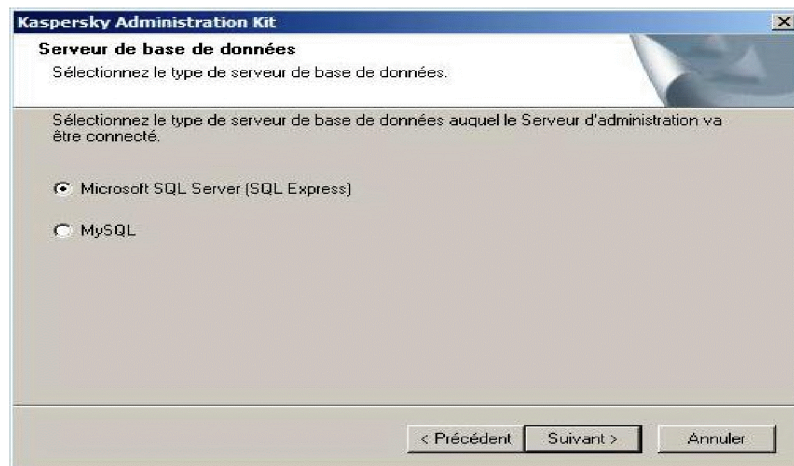 Kaspersky Administration Kit
Serveur de base de données
Sélectionnez le type de serveur de base de données.
Sélectionnez le type de serveur de base de données auquel le Serveur d'administration va
être connecté.
Microsoft SQL Server (SQL Express)
MySQL
< Précédent
Suivant >
Annuler